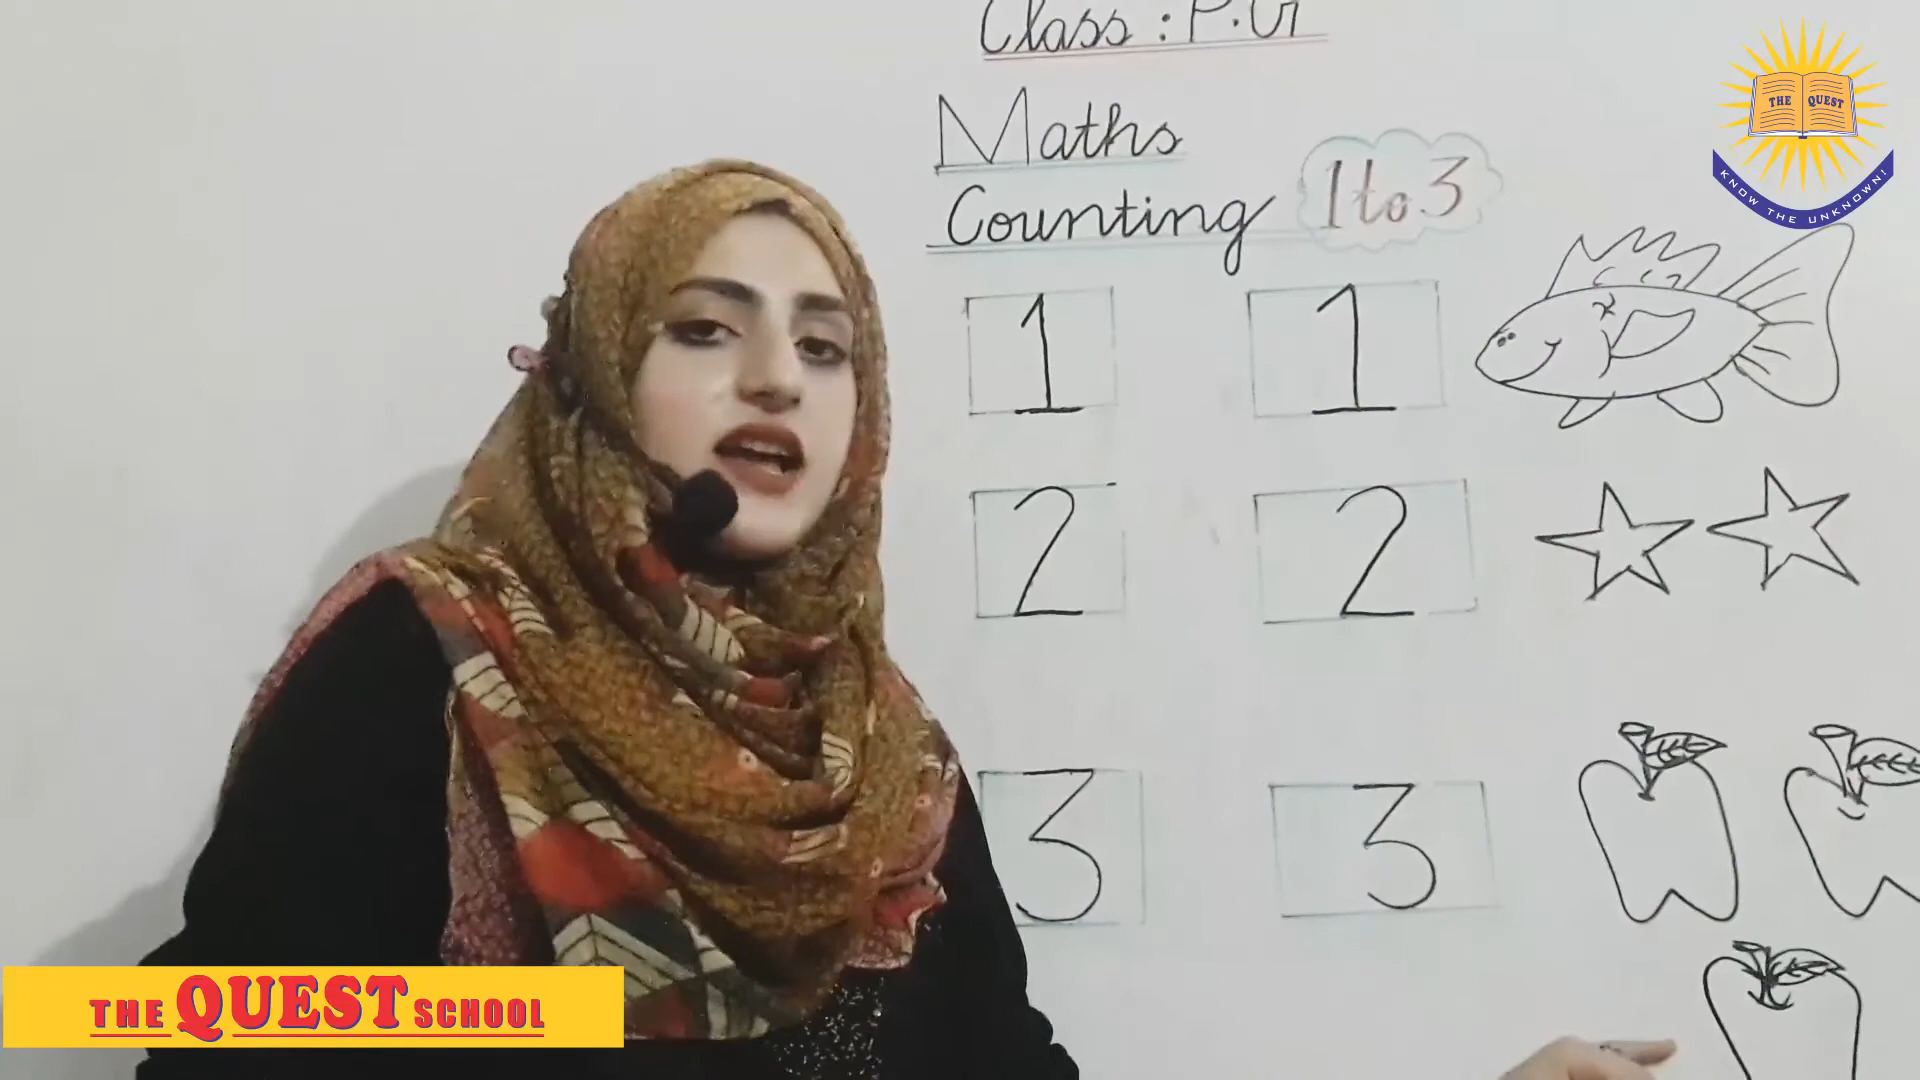 Class : P.G
Maths
Counting 1 to 3
1 1
2 2
3 3
THE QUEST
KNOW THE UNKNOWN!
THE QUEST SCHOOL